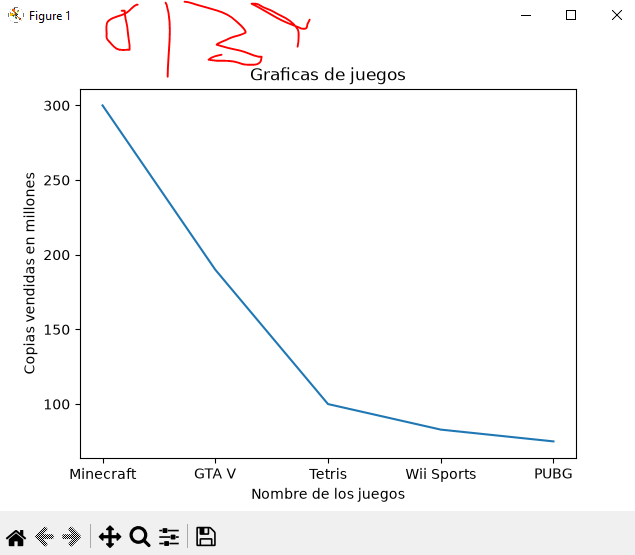 Figure 1
Graficas de juegos
300
250
200
150
100
Copias vendidas en millones
Minecraft GTA V Tetris Wii Sports PUBG
Nombre de los juegos